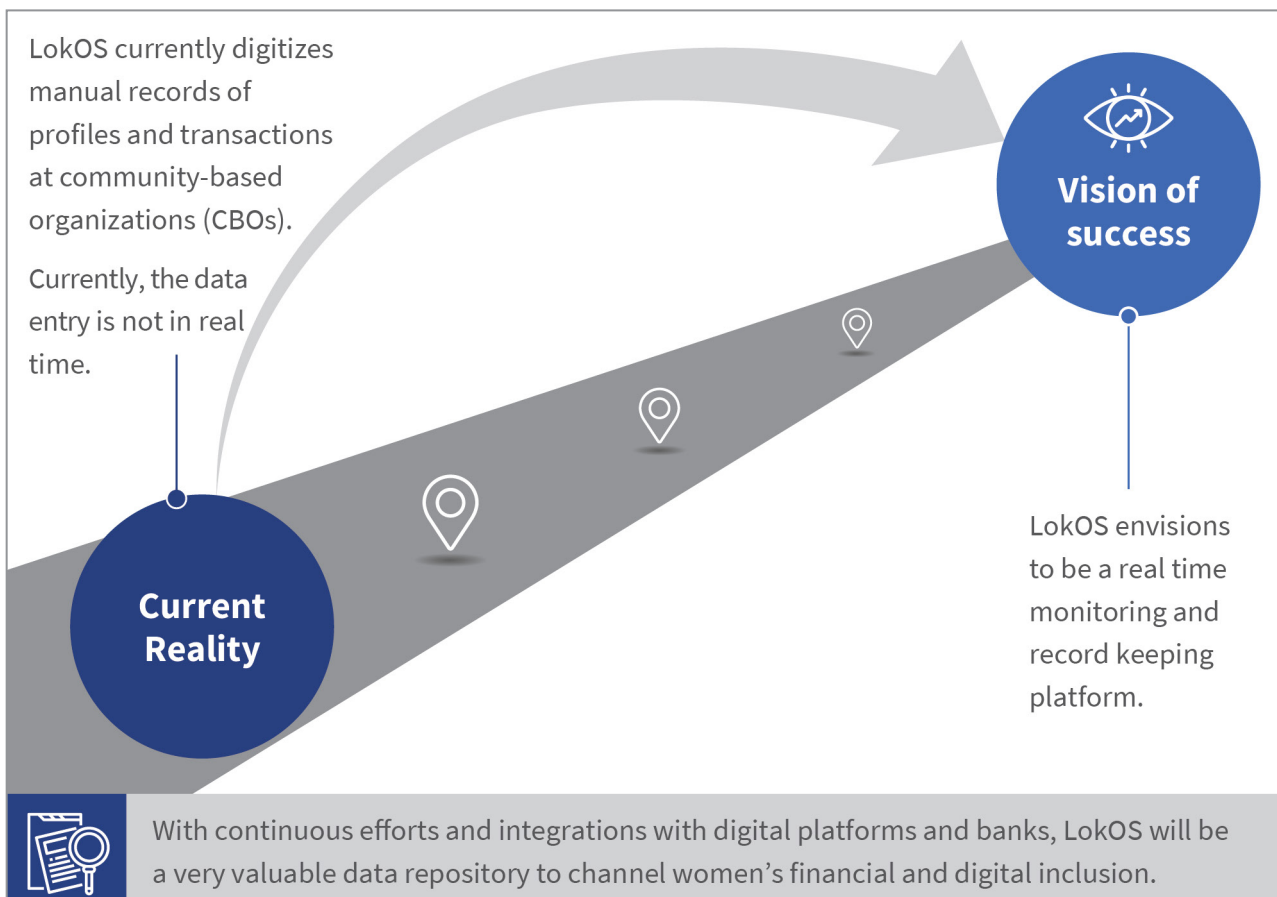 LokOS currently digitizes
manual records of
profiles and transactions
at community-based
organizations (CBOs).
Currently, the data
entry is not in real
time.
Vision of
success
Current
Reality
LokOS envisions
to be a real time
monitoring and
record keeping
platform.
With continuous efforts and integrations with digital platforms and banks, LokOS will be
a very valuable data repository to channel women’s financial and digital inclusion.